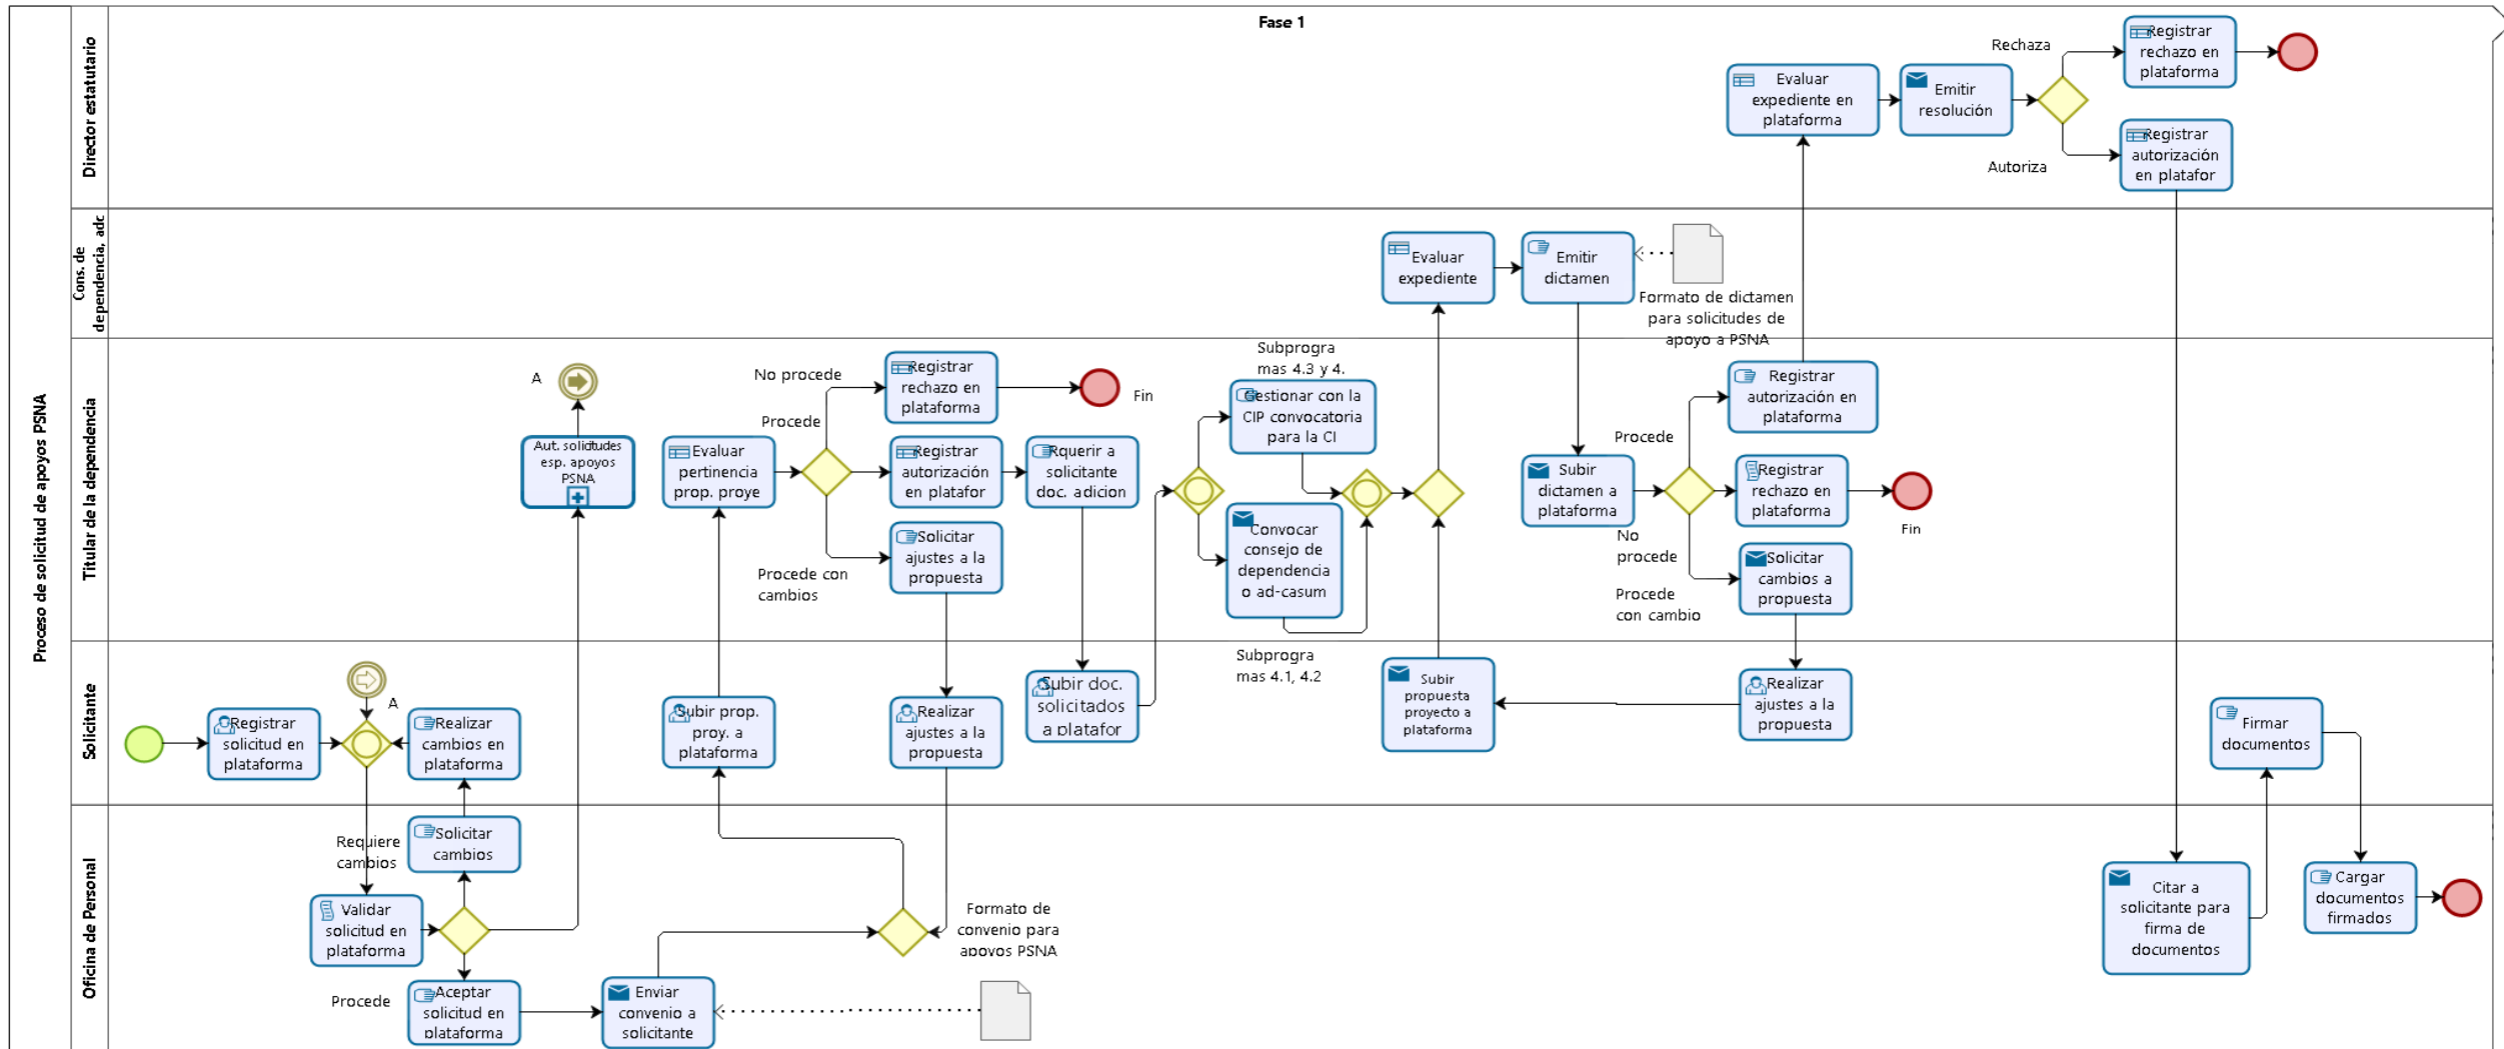 Fase 1
Proceso de solicitud de apoyos PSNA
Director estatutario
Evaluar
expediente en
plataforma
Emitir
resolución
Rechaza
Registrar
rechazo en
plataforma
Autoriza
Registrar
autorización
en platafor
Cons. de
dependencia, adc
Evaluar
expediente
Emitir
dictamen
Formato de dictamen
para solicitudes de
apoyo a PSNA
Titular de la dependencia
A
Aut. solicitudes
esp. apoyos
PSNA
Evaluar
pertinencia
prop. proye
No procede
Registrar
rechazo en
plataforma
Fin
Procede
Registrar
autorización
en platafor
Rquerir a
solicitante
doc. adicion
Procede con
cambios
Solicitar
ajustes a la
propuesta
Subprogra
mas 4.3 y 4.
Gestionar con la
CIP convocatoria
para la CI
Convocar
consejo de
dependencia
o ad-casum
Subprogra
mas 4.1, 4.2
Subir
dictamen a
plataforma
Procede
Registrar
autorización en
plataforma
No
procede
Registrar
rechazo en
plataforma
Fin
Procede
con cambio
Solicitar
cambios a
propuesta
Solicitante
Registrar
solicitud en
plataforma
A
Realizar
cambios en
plataforma
Subir prop.
proy. a
plataforma
Realizar
ajustes a la
propuesta
Subir doc.
solicitados
a platafor
Subir
propuesta
proyecto a
plataforma
Realizar
ajustes a la
propuesta
Firmar
documentos
Oficina de Personal
Requiere
cambios
Solicitar
cambios
Validar
solicitud en
plataforma
Procede
Aceptar
solicitud en
plataforma
Enviar
convenio a
solicitante
Formato de
convenio para
apoyos PSNA
Citar a
solicitante para
firma de
documentos
Cargar
documentos
firmados